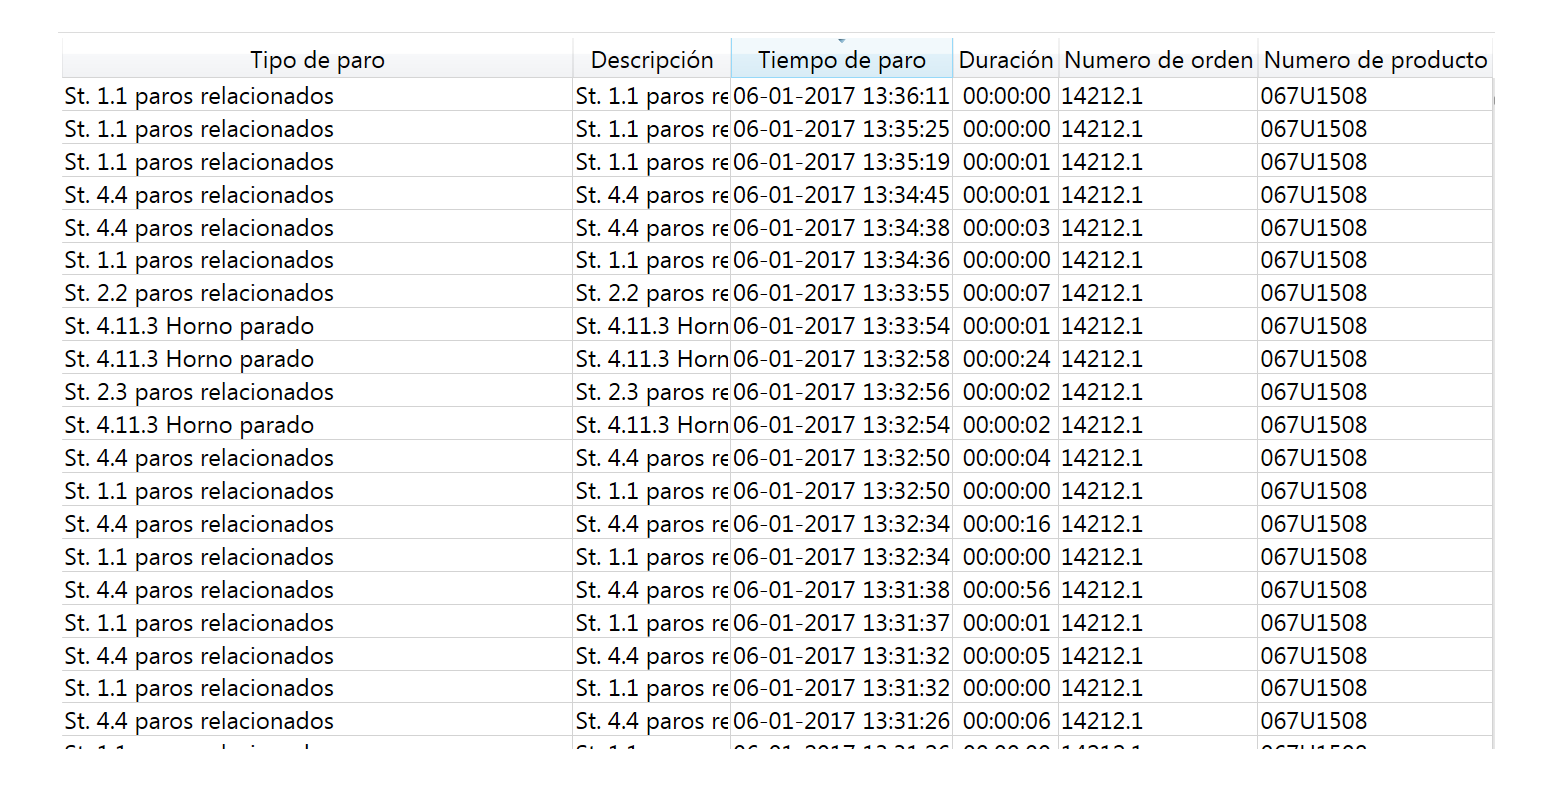 Tipo de paro Descripción Tiempo de paro Duración Numero de orden Numero de producto
St. 1.1 paros relacionados St. 1.1 paros re 06-01-2017 13:36:11 00:00:00 14212.1 067U1508
St. 1.1 paros relacionados St. 1.1 paros re 06-01-2017 13:35:25 00:00:00 14212.1 067U1508
St. 1.1 paros relacionados St. 1.1 paros re 06-01-2017 13:35:19 00:00:01 14212.1 067U1508
St. 4.4 paros relacionados St. 4.4 paros re 06-01-2017 13:34:45 00:00:01 14212.1 067U1508
St. 4.4 paros relacionados St. 4.4 paros re 06-01-2017 13:34:38 00:00:03 14212.1 067U1508
St. 1.1 paros relacionados St. 1.1 paros re 06-01-2017 13:34:36 00:00:00 14212.1 067U1508
St. 2.2 paros relacionados St. 2.2 paros re 06-01-2017 13:33:55 00:00:07 14212.1 067U1508
St. 4.11.3 Horno parado St. 4.11.3 Horn 06-01-2017 13:33:54 00:00:01 14212.1 067U1508
St. 4.11.3 Horno parado St. 4.11.3 Horn 06-01-2017 13:32:58 00:00:24 14212.1 067U1508
St. 2.3 paros relacionados St. 2.3 paros re 06-01-2017 13:32:56 00:00:02 14212.1 067U1508
St. 4.11.3 Horno parado St. 4.11.3 Horn 06-01-2017 13:32:54 00:00:02 14212.1 067U1508
St. 4.4 paros relacionados St. 4.4 paros re 06-01-2017 13:32:50 00:00:04 14212.1 067U1508
St. 1.1 paros relacionados St. 1.1 paros re 06-01-2017 13:32:50 00:00:00 14212.1 067U1508
St. 4.4 paros relacionados St. 4.4 paros re 06-01-2017 13:32:34 00:00:16 14212.1 067U1508
St. 1.1 paros relacionados St. 1.1 paros re 06-01-2017 13:32:34 00:00:00 14212.1 067U1508
St. 4.4 paros relacionados St. 4.4 paros re 06-01-2017 13:31:38 00:00:56 14212.1 067U1508
St. 1.1 paros relacionados St. 1.1 paros re 06-01-2017 13:31:37 00:00:01 14212.1 067U1508
St. 4.4 paros relacionados St. 4.4 paros re 06-01-2017 13:31:32 00:00:05 14212.1 067U1508
St. 1.1 paros relacionados St. 1.1 paros re 06-01-2017 13:31:32 00:00:00 14212.1 067U1508
St. 4.4 paros relacionados St. 4.4 paros re 06-01-2017 13:31:26 00:00:06 14212.1 067U1508